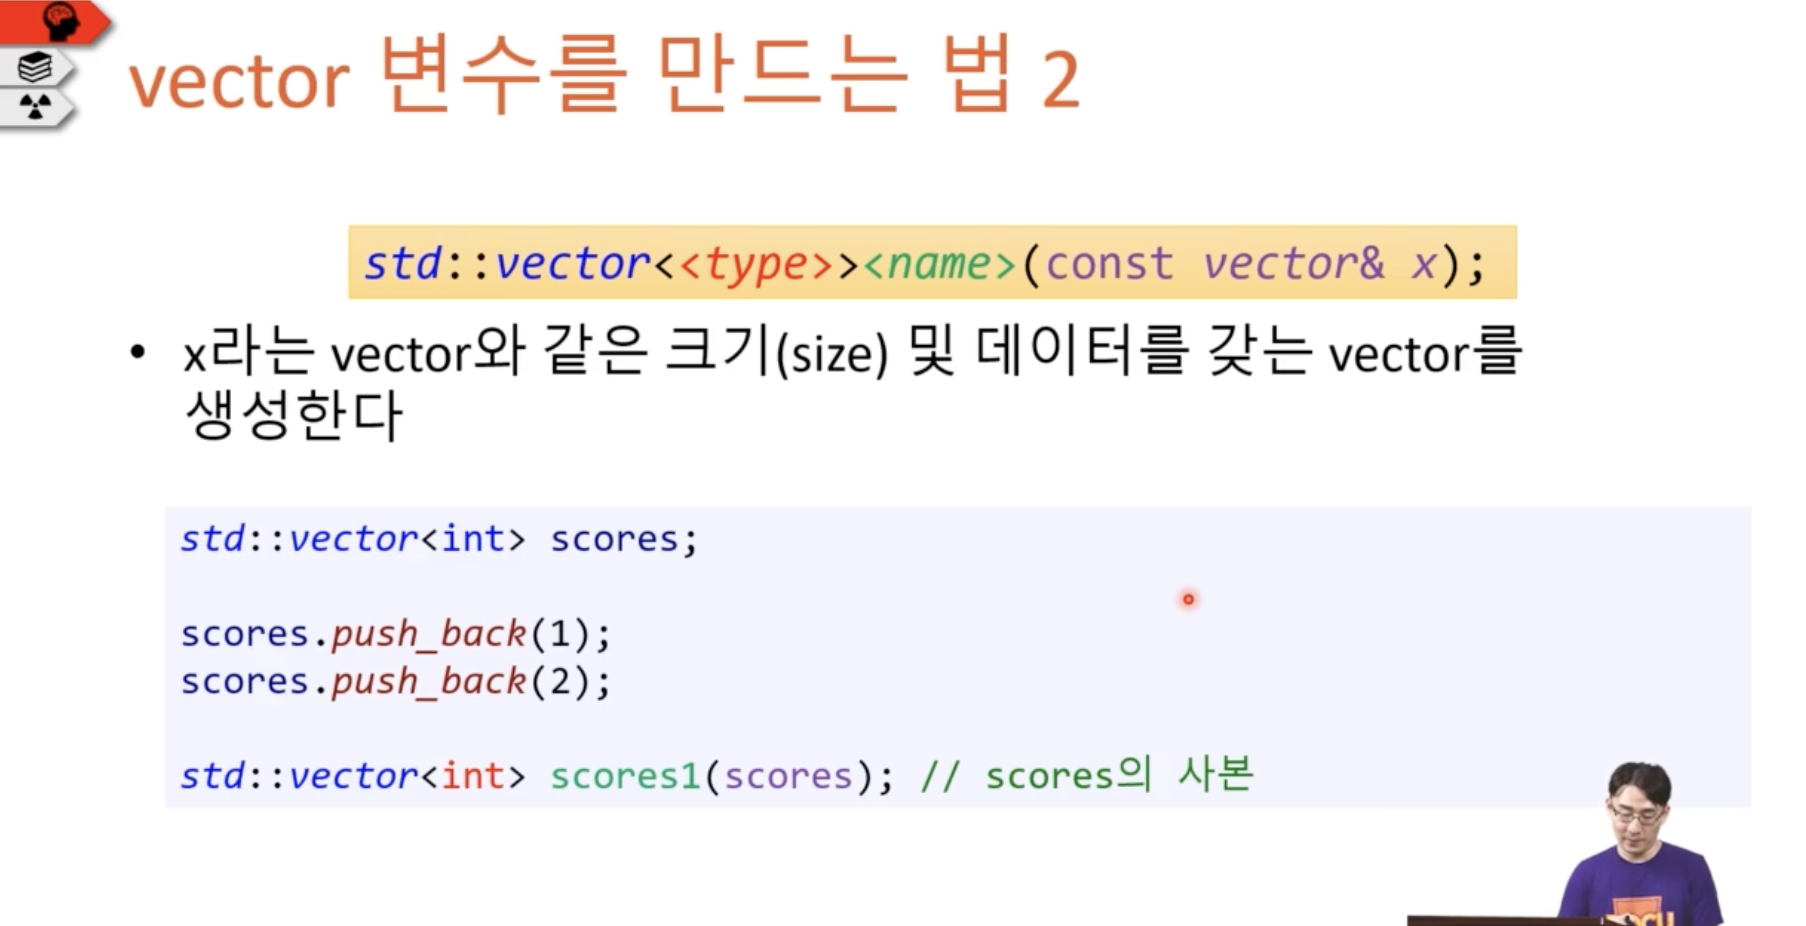 vector 변수를 만드는 법 2
std::vector<<type>><name>(const vector& x);
• x라는 vector와 같은 크기(size) 및 데이터를 갖는 vector를
생성한다
std::vector<int> scores;
scores.push_back(1);
scores.push_back(2);
std::vector<int> scores1(scores); // scores의 사본